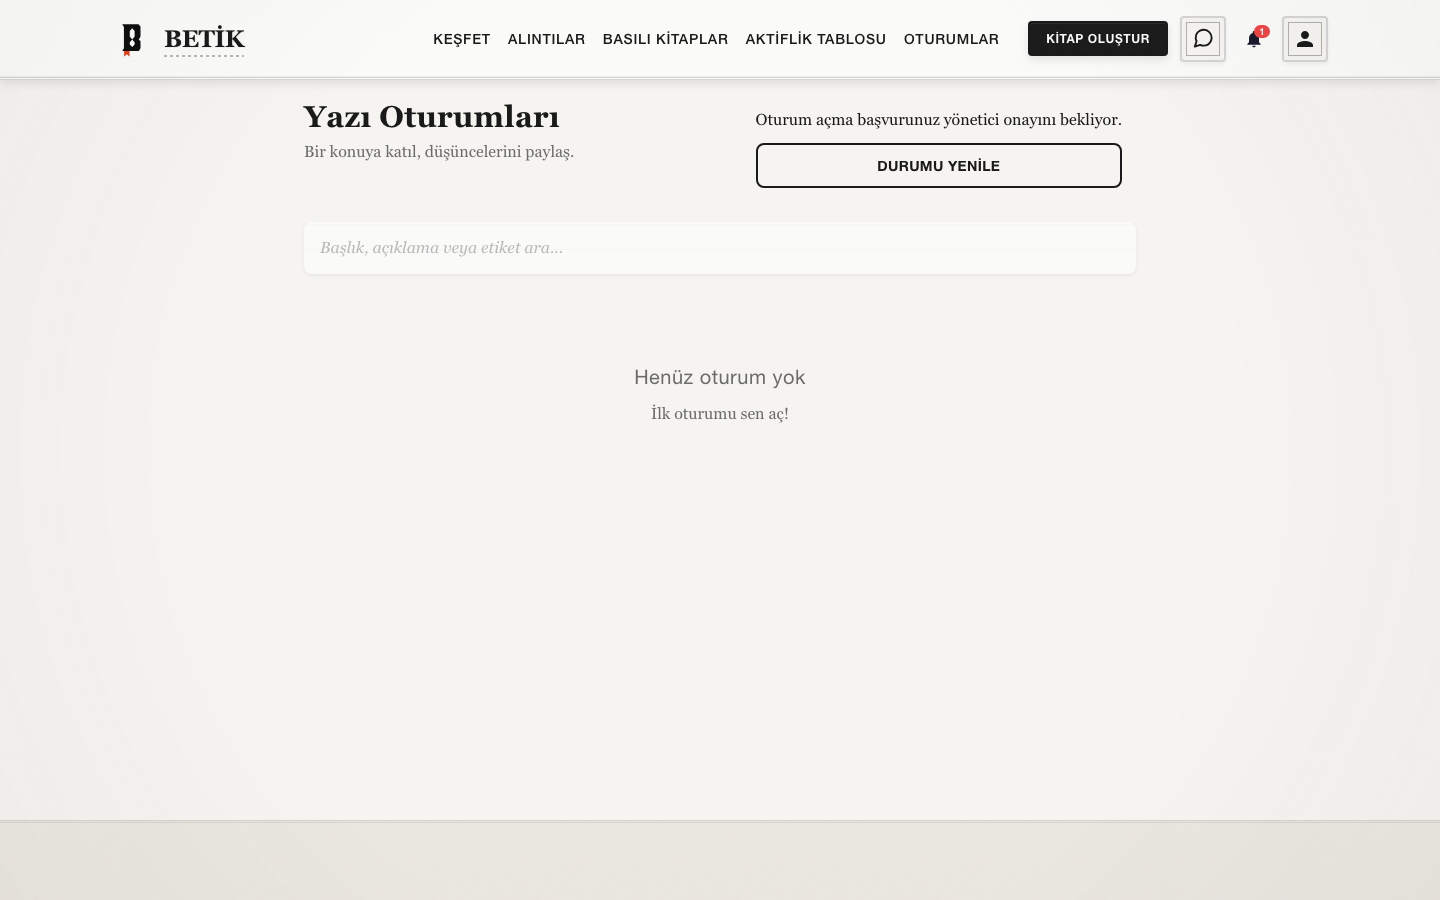 BETİK
KEŞFET ALINTILAR BASILI KİTAPLAR AKTİFLİK TABLOSU OTURUMLAR KİTAP OLUŞTUR 1
Yazı Oturumları
Bir konuya katıl, düşüncelerini paylaş.
Oturum açma başvurunuz yönetici onayını bekliyor.
DURUMU YENİLE
Başlık, açıklama veya etiket ara...
Henüz oturum yok
İlk oturumu sen aç!